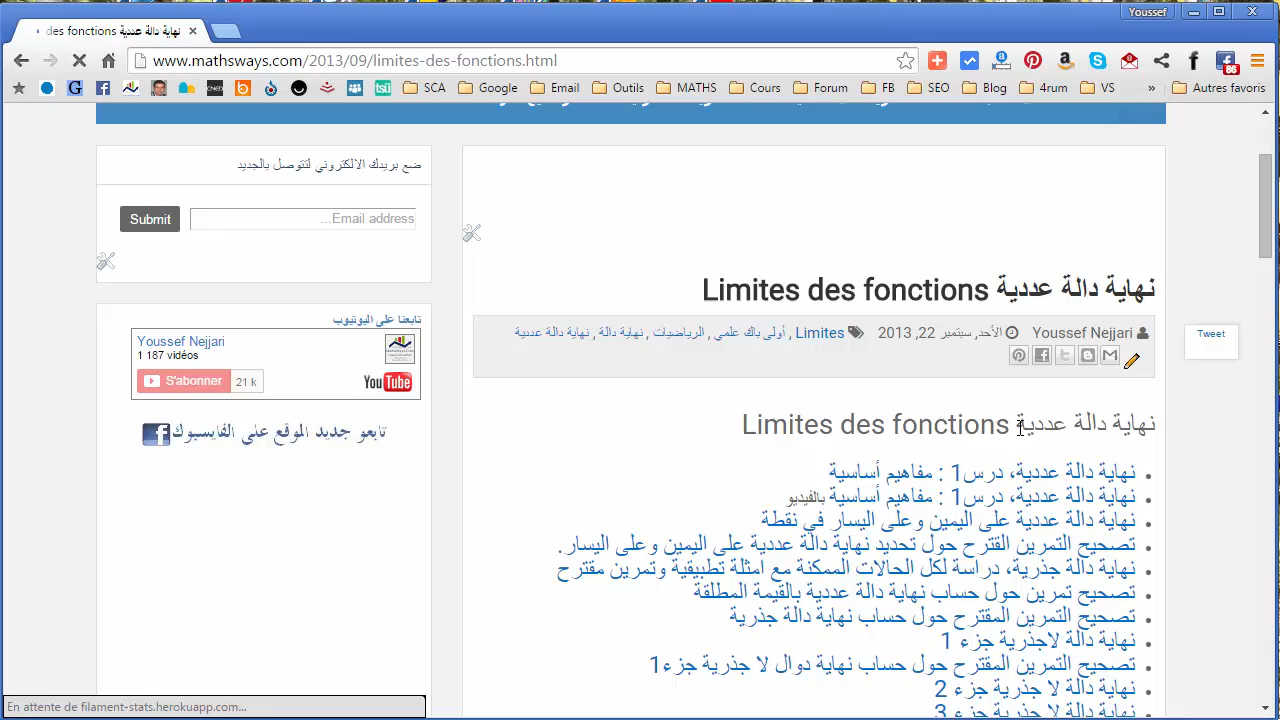 Youssef
des fonctions نهاية دالة عددية
www.mathsways.com/2013/09/limites-des-fonctions.html
SCA Google Email Outils MATHS Cours Forum FB SEO Blog 4rum VS » Autres favoris
86
ضع بريدك الالكتروني لتتوصل بالجديد
Submit
Email address...
تابعنا على اليوتيوب
Youssef Nejjari
1 187 vidéos
S'abonner 21 k
YouTube
تابعو جديد الموقع على الفايسبوك
نهاية دالة عددية Limites des fonctions
Youssef Nejjari الأحد, سبتمبر 22, 2013 Limites ,أولى باك علمي ,الرياضيات ,نهاية دالة ,نهاية دالة عددية
Tweet
نهاية دالة عددية Limites des fonctions
نهاية دالة عددية، درس1 : مفاهيم أساسية
نهاية دالة عددية، درس1 : مفاهيم أساسية بالفيديو
نهاية دالة عددية على اليمين وعلى اليسار في نقطة
تصحيح التمرين القترح حول تحديد نهاية دالة عددية على اليمين وعلى اليسار.
نهاية دالة جذرية، دراسة لكل الحالات الممكنة مع امثلة تطبيقية وتمرين مقترح
تصحيح تمرين حول حساب نهاية دالة عددية بالقيمة المطلقة
تصحيح التمرين المقترح حول حساب نهاية دالة جذرية
نهاية دالة لاجذرية جزء 1
تصحيح التمرين المقترح حول حساب نهاية دوال لا جذرية جزء1
نهاية دالة لا جذرية جزء 2
نهاية دالة لا جذرية جزء 3
En attente de filament-stats.herokuapp.com...